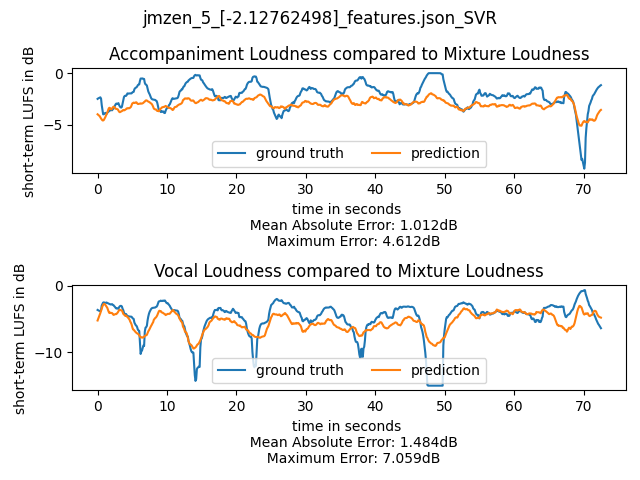 jmzen_5_[-2.12762498]_features.json_SVR
Accompaniment Loudness compared to Mixture Loudness
short-term LUFS in dB
0
−5
ground truth
prediction
0 10 20 30 40 50 60 70
time in seconds
Mean Absolute Error: 1.012dB
Maximum Error: 4.612dB
Vocal Loudness compared to Mixture Loudness
short-term LUFS in dB
0
−10
ground truth
prediction
0 10 20 30 40 50 60 70
time in seconds
Mean Absolute Error: 1.484dB
Maximum Error: 7.059dB